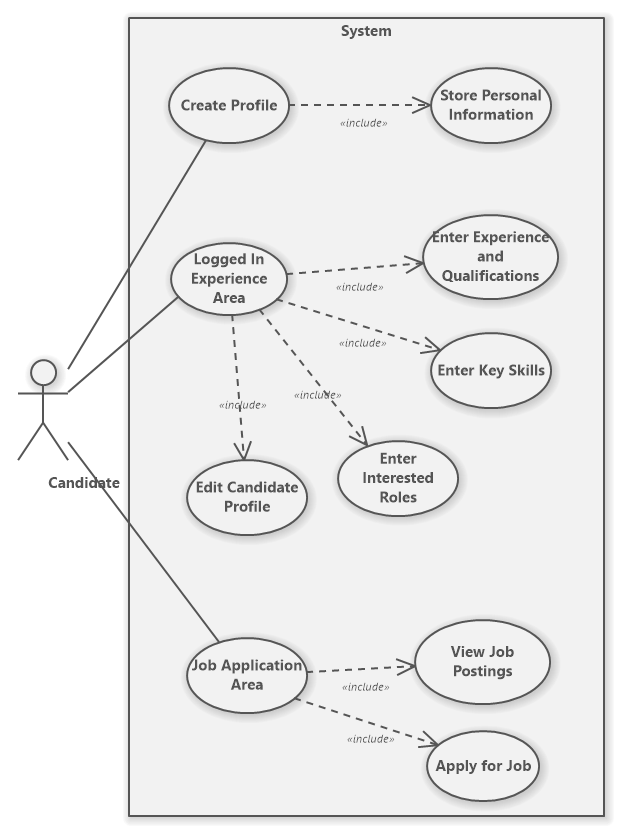 System
Create Profile
Store Personal
Information
«include»
Logged In
Experience
Area
Enter Experience
and
Qualifications
«include»
«include»
Enter Key Skills
«include»
«include»
Enter
Interested
Roles
Edit Candidate
Profile
Candidate
Job Application
Area
View Job
Postings
«include»
«include»
Apply for Job